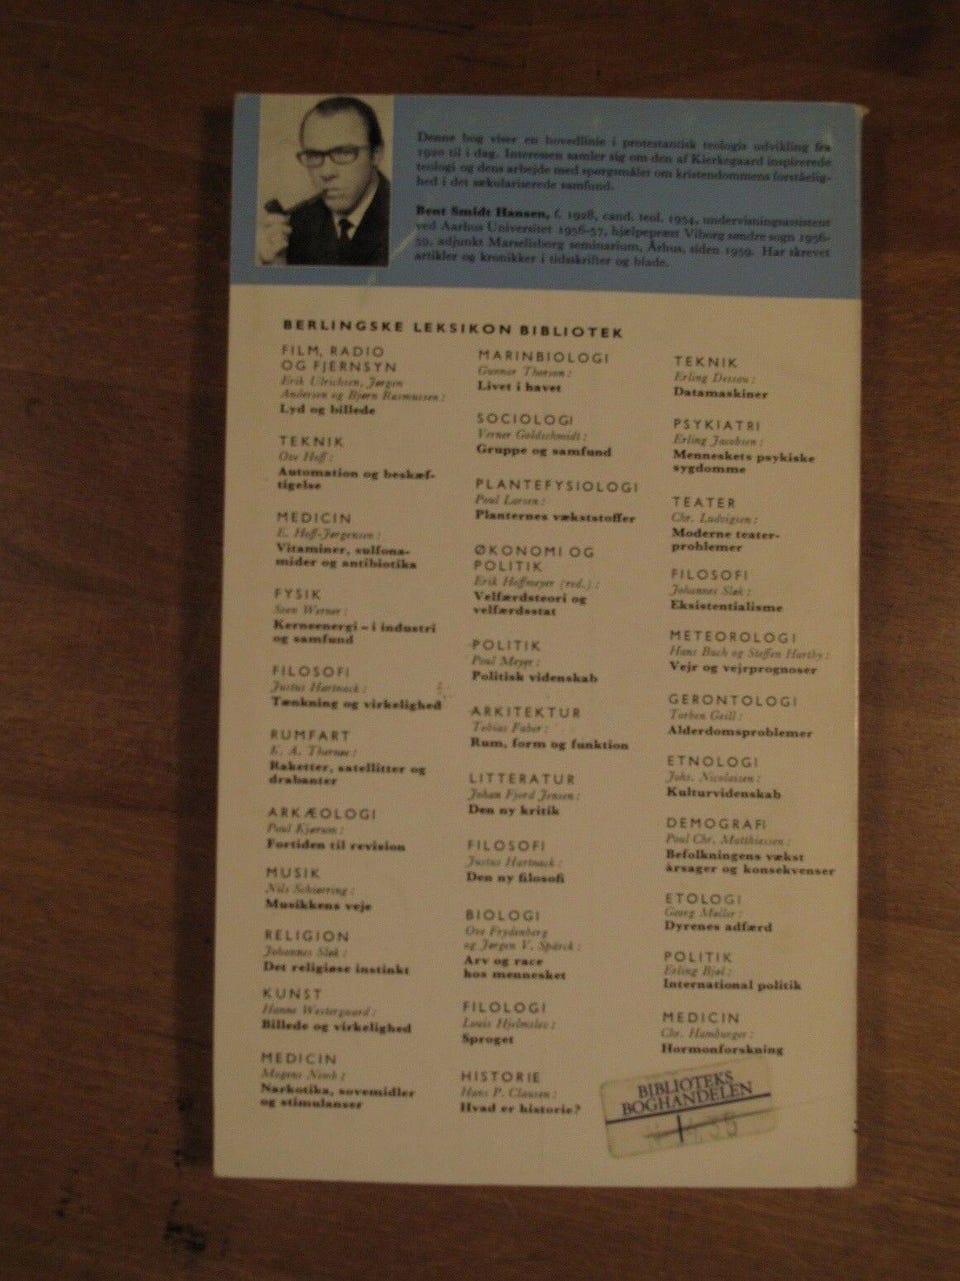 Denne bog viser en hovedlinie i protestantisk teologis udvikling fra
1920 til i dag. Interessen samler sig om den af Kierkegaard inspirerede
teologi og dens arbejde med spørgsmålet om kristendommens forståelig-
hed i det sekulariserede samfund.
Bent Smidt Hansen, f. 1928, cand. teol. 1954, undervisningsassistent
ved Aarhus Universitet 1956-57, hjælpepræst Viborg søndre sogn 1956-
59, adjunkt Marselisborg seminarium, Århus, siden 1959. Har skrevet
artikler og kronikker i tidsskrifter og blade.
BERLINGSKE LEKSIKON BIBLIOTEK
FILM, RADIO
OG FJERNSYN
Erik Ulrichsen, Jørgen
Andersen og Bjørn Rasmussen:
Lyd og billede
TEKNIK
Ove Hoff:
Automation og beskæf-
tigelse
MEDICIN
E. Hoff-Jørgensen:
Vitaminer, sulfona-
mider og antibiotika
FYSIK
Sven Werner:
Kerneenergi – i industri
og samfund
FILOSOFI
Justus Hartnack:
Tænkning og virkelighed
RUMFART
E. A. Thornøe:
Raketter, satellitter og
drabanter
ARKÆOLOGI
Poul Kjærum:
Fortiden til revision
MUSIK
Nils Schiørring:
Musikkens veje
RELIGION
Johannes Sløk:
Det religiøse instinkt
KUNST
Hanne Westergaard:
Billede og virkelighed
MEDICIN
Mogens Nimb:
Narkotika, sovemidler
og stimulanser
MARINBIOLOGI
Gunnar Thorson:
Livet i havet
SOCIOLOGI
Verner Goldschmidt:
Gruppe og samfund
PLANTEFYSIOLOGI
Poul Larsen:
Planternes vækststoffer
ØKONOMI OG
POLITIK
Erik Hoffmeyer (red.):
Velfærdsteori og
velfærdsstat
POLITIK
Poul Meyer:
Politisk videnskab
ARKITEKTUR
Tobias Faber:
Rum, form og funktion
LITTERATUR
Johan Fjord Jensen:
Den ny kritik
FILOSOFI
Justus Hartnack:
Den ny filosofi
BIOLOGI
Ove Frydenberg
og Jørgen V. Spärck:
Arv og race
hos mennesket
FILOLOGI
Louis Hjelmslev:
Sproget
HISTORIE
Hans P. Clausen:
Hvad er historie?
TEKNIK
Erling Dessau:
Datamaskiner
PSYKIATRI
Erling Jacobsen:
Menneskets psykiske
sygdomme
TEATER
Chr. Ludvigsen:
Moderne teater-
problemer
FILOSOFI
Johannes Sløk:
Eksistentialisme
METEOROLOGI
Hans Buch og Steffen Hartby:
Vejr og vejrprognoser
GERONTOLOGI
Torben Geill:
Alderdomsproblemer
ETNOLOGI
Johs. Nicolaisen:
Kulturvidenskab
DEMOGRAFI
Poul Chr. Matthiessen:
Befolkningens vækst
årsager og konsekvenser
ETOLOGI
Georg Møller:
Dyrenes adfærd
POLITIK
Erling Bjøl:
International politik
MEDICIN
Chr. Hamburger:
Hormonforskning
BIBLIOTEKS
BOGHANDELEN